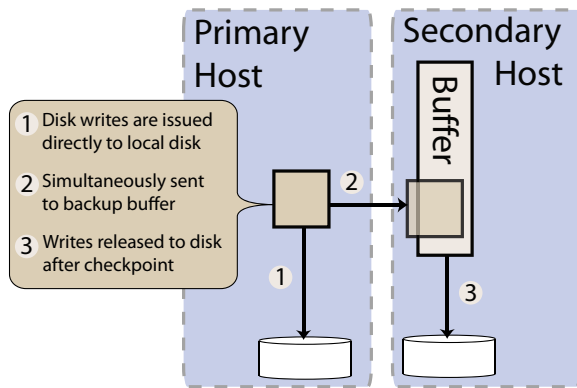 Primary
Host
Secondary
Host
Buffer
1 Disk writes are issued
directly to local disk
2 Simultaneously sent
to backup buffer
3 Writes released to disk
after checkpoint
2
1
3